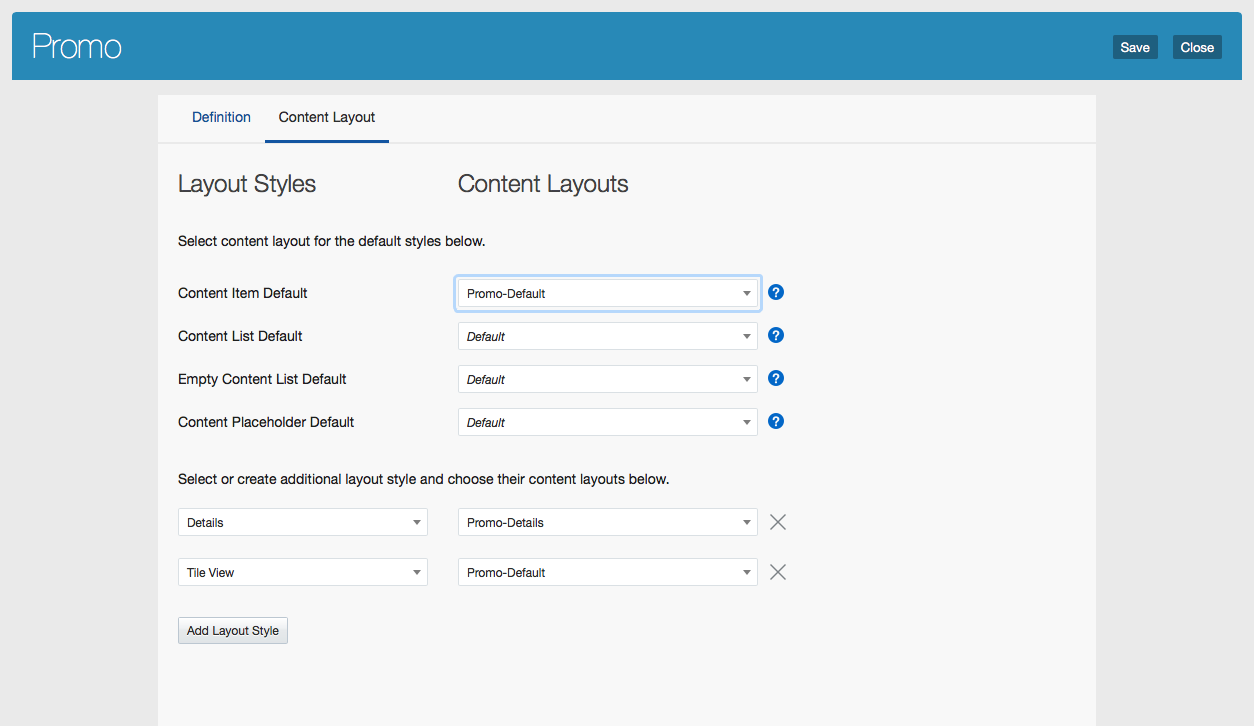 Promo
Save Close
Definition Content Layout
Layout Styles Content Layouts
Select content layout for the default styles below.
Content Item Default Promo-Default ?
Content List Default Default ?
Empty Content List Default Default ?
Content Placeholder Default Default ?
Select or create additional layout style and choose their content layouts below.
Details Promo-Details
Tile View Promo-Default
Add Layout Style